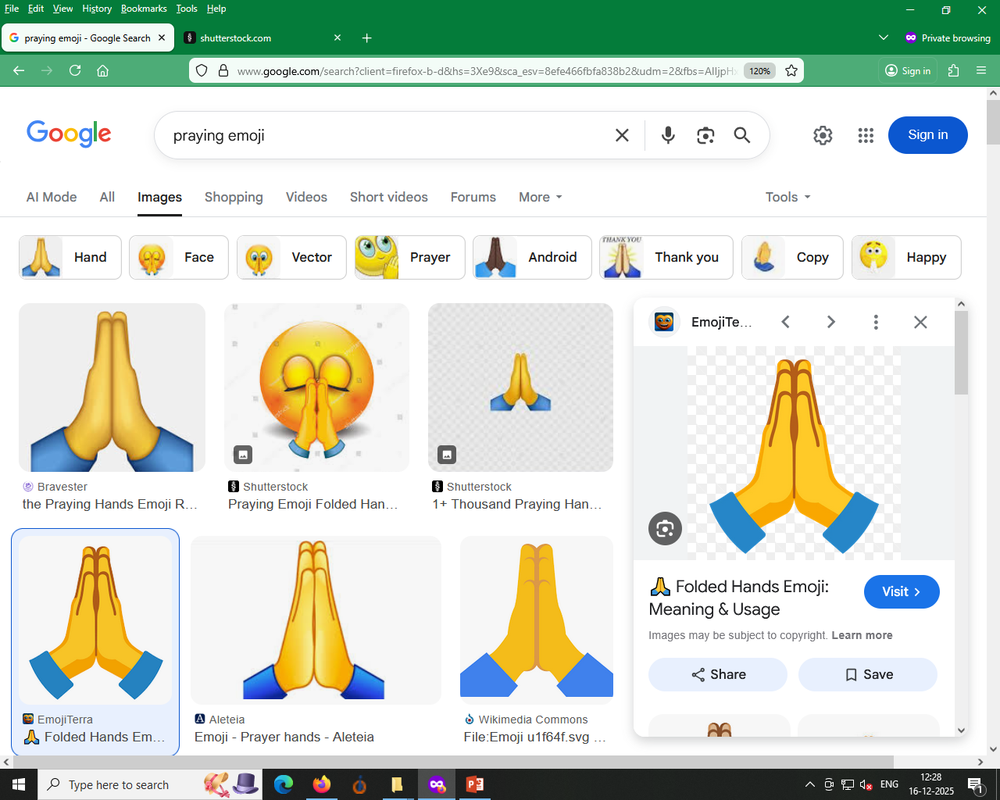 File Edit View History Bookmarks Tools Help
praying emoji - Google Search
shutterstock.com
Private browsing
www.google.com/search?client=firefox-b-d&hs=3Xe9&sca_esv=8efe466fbfa838b2&udm=2&fbs=AIIjpHx
120%
Sign in
Google
praying emoji
Sign in
AI Mode All Images Shopping Videos Short videos Forums More Tools
Hand Face Vector Prayer Android THANK YOU Thank you Copy Happy
EmojiTe...
Bravester
the Praying Hands Emoji R...
Shutterstock
Praying Emoji Folded Han...
Shutterstock
1+ Thousand Praying Han...
🙏 Folded Hands Emoji:
Meaning & Usage
Visit
Images may be subject to copyright. Learn more
Share
Save
EmojiTerra
🙏 Folded Hands Em...
Aleteia
Emoji - Prayer hands - Aleteia
Wikimedia Commons
File:Emoji u1f64f.svg ...
Type here to search
ENG
12:28
16-12-2025
1